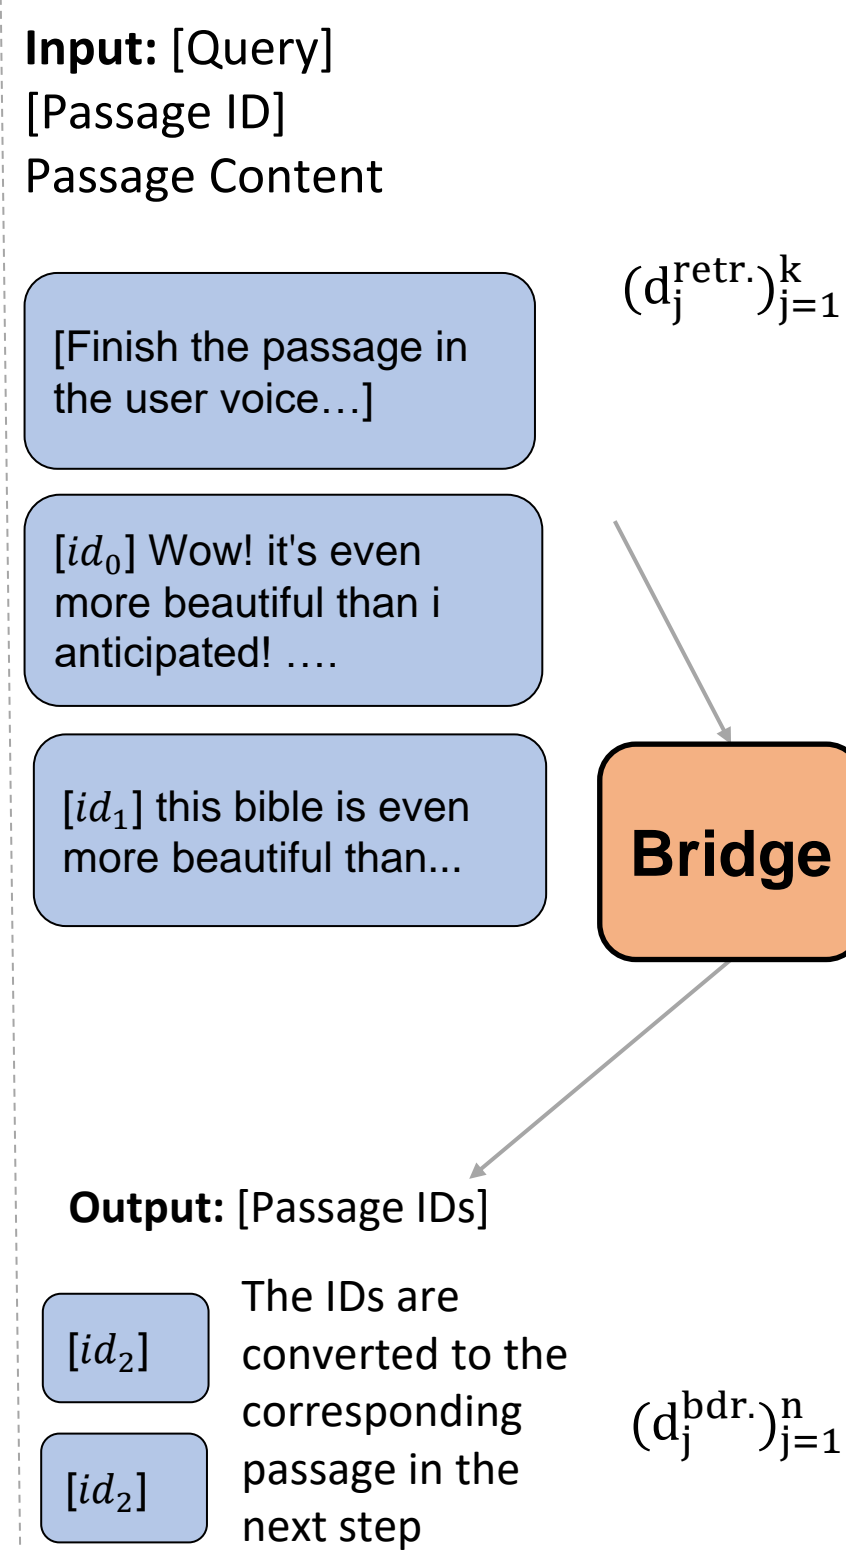 Input: [Query]
[Passage ID]
Passage Content
(d_j^{retr.})_{j=1}^{k}
[Finish the passage in
the user voice…]
[id_0] Wow! it's even
more beautiful than i
anticipated! ….
[id_1] this bible is even
more beautiful than...
Bridge
Output: [Passage IDs]
[id_2]
[id_2]
The IDs are
converted to the
corresponding
passage in the
next step
(d_j^{bdr.})_{j=1}^{n}